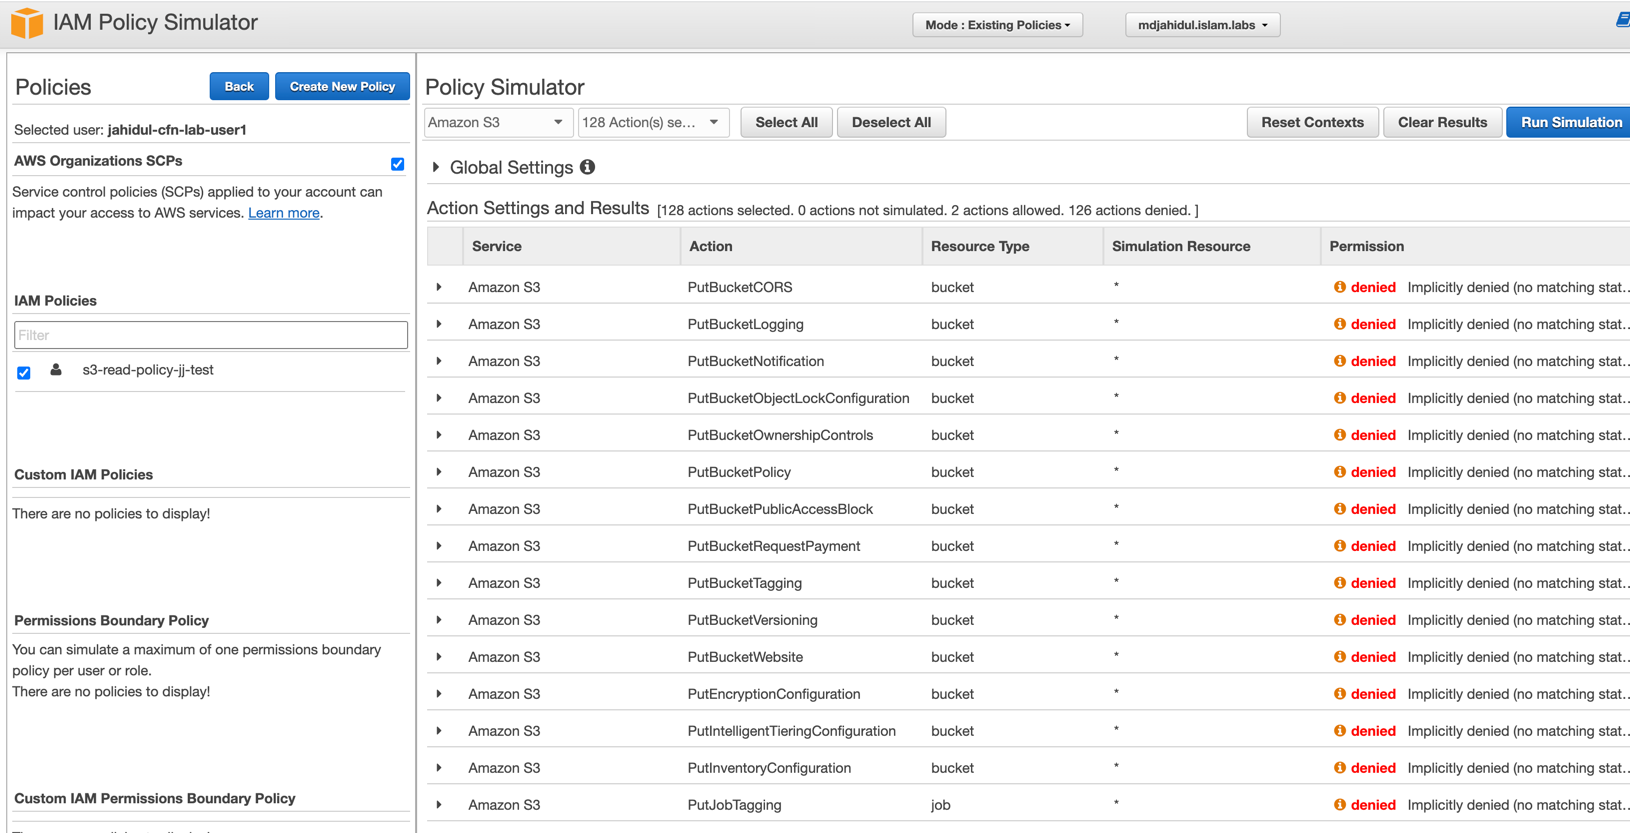 IAM Policy Simulator
Mode : Existing Policies
mdjahidul.islam.labs
Policies
Back
Create New Policy
Selected user: jahidul-cfn-lab-user1
AWS Organizations SCPs
Service control policies (SCPs) applied to your account can
impact your access to AWS services. Learn more.
IAM Policies
Filter
s3-read-policy-jj-test
Custom IAM Policies
There are no policies to display!
Permissions Boundary Policy
You can simulate a maximum of one permissions boundary
policy per user or role.
There are no policies to display!
Custom IAM Permissions Boundary Policy
Policy Simulator
Amazon S3
128 Action(s) se...
Select All
Deselect All
Reset Contexts
Clear Results
Run Simulation
Global Settings
Action Settings and Results [128 actions selected. 0 actions not simulated. 2 actions allowed. 126 actions denied. ]
Service Action Resource Type Simulation Resource Permission
Amazon S3 PutBucketCORS bucket * denied Implicitly denied (no matching stat...
Amazon S3 PutBucketLogging bucket * denied Implicitly denied (no matching stat...
Amazon S3 PutBucketNotification bucket * denied Implicitly denied (no matching stat...
Amazon S3 PutBucketObjectLockConfiguration bucket * denied Implicitly denied (no matching stat...
Amazon S3 PutBucketOwnershipControls bucket * denied Implicitly denied (no matching stat...
Amazon S3 PutBucketPolicy bucket * denied Implicitly denied (no matching stat...
Amazon S3 PutBucketPublicAccessBlock bucket * denied Implicitly denied (no matching stat...
Amazon S3 PutBucketRequestPayment bucket * denied Implicitly denied (no matching stat...
Amazon S3 PutBucketTagging bucket * denied Implicitly denied (no matching stat...
Amazon S3 PutBucketVersioning bucket * denied Implicitly denied (no matching stat...
Amazon S3 PutBucketWebsite bucket * denied Implicitly denied (no matching stat...
Amazon S3 PutEncryptionConfiguration bucket * denied Implicitly denied (no matching stat...
Amazon S3 PutIntelligentTieringConfiguration bucket * denied Implicitly denied (no matching stat...
Amazon S3 PutInventoryConfiguration bucket * denied Implicitly denied (no matching stat...
Amazon S3 PutJobTagging job * denied Implicitly denied (no matching stat...